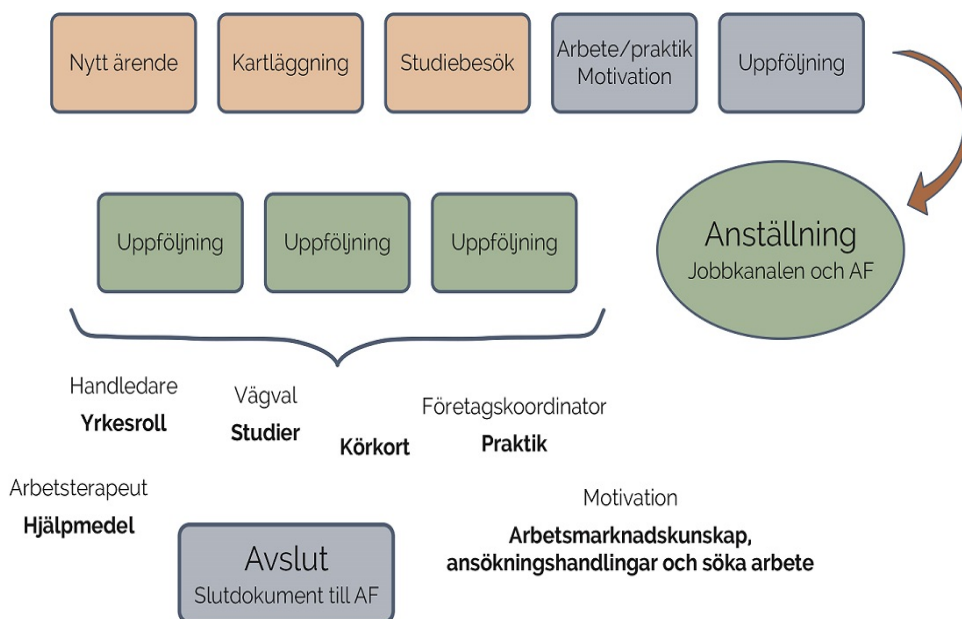 Nytt ärende
Kartläggning
Studiebesök
Arbete/praktik
Motivation
Uppföljning
Uppföljning
Uppföljning
Uppföljning
Anställning
Jobbkanalen och AF
Handledare
Yrkesroll
Vägval
Studier
Körkort
Företagskoordinator
Praktik
Arbetsterapeut
Hjälpmedel
Motivation
Arbetsmarknadskunskap,
ansökningshandlingar och söka arbete
Avslut
Slutdokument till AF